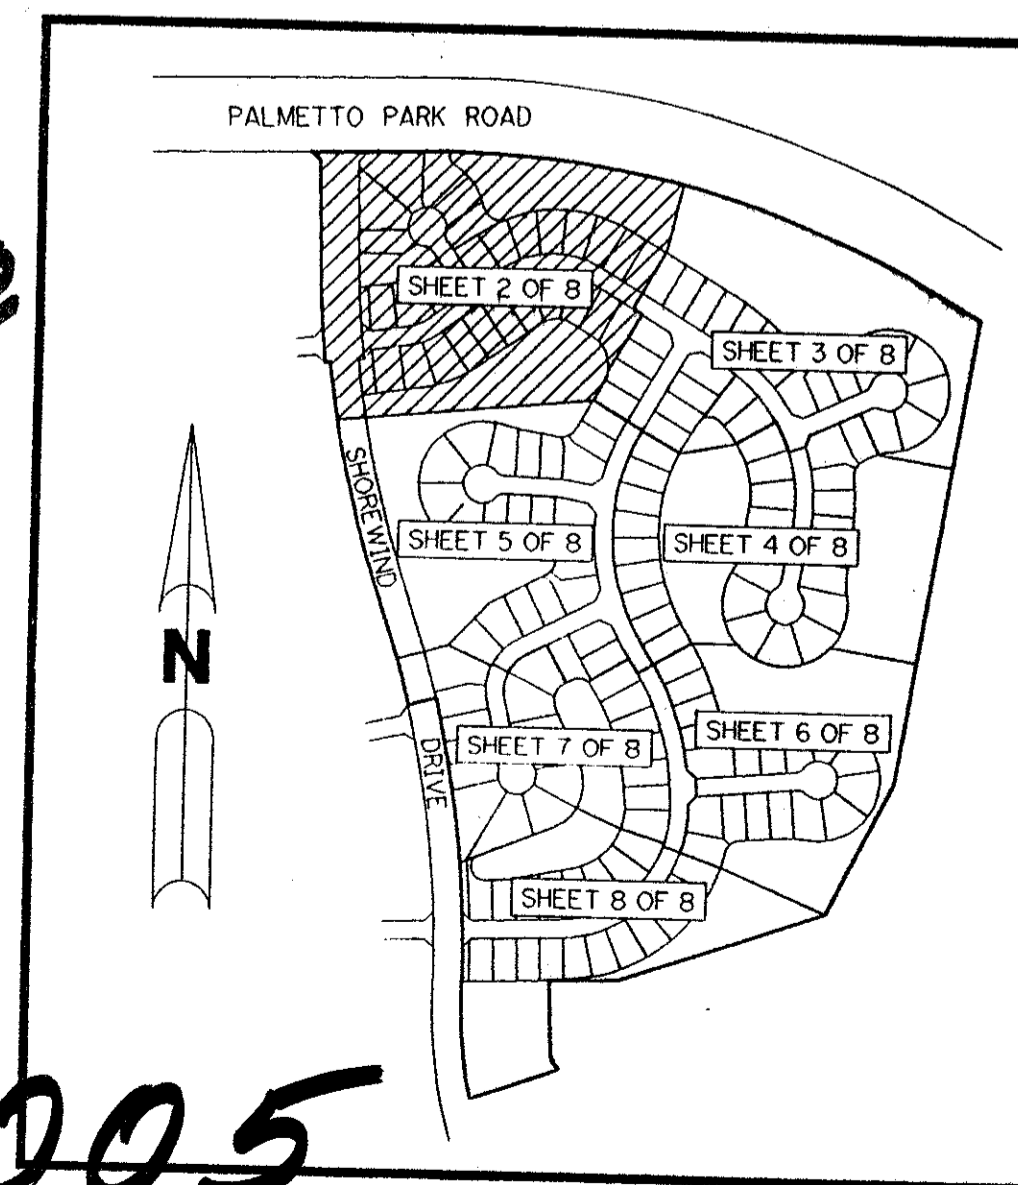 PALMETTO PARK ROAD
SHEET 2 OF 8
SHEET 3 OF 8
SHOREWIND
SHEET 5 OF 8
SHEET 4 OF 8
N
SHEET 6 OF 8
DRIVE
SHEET 7 OF 8
SHEET 8 OF 8
005